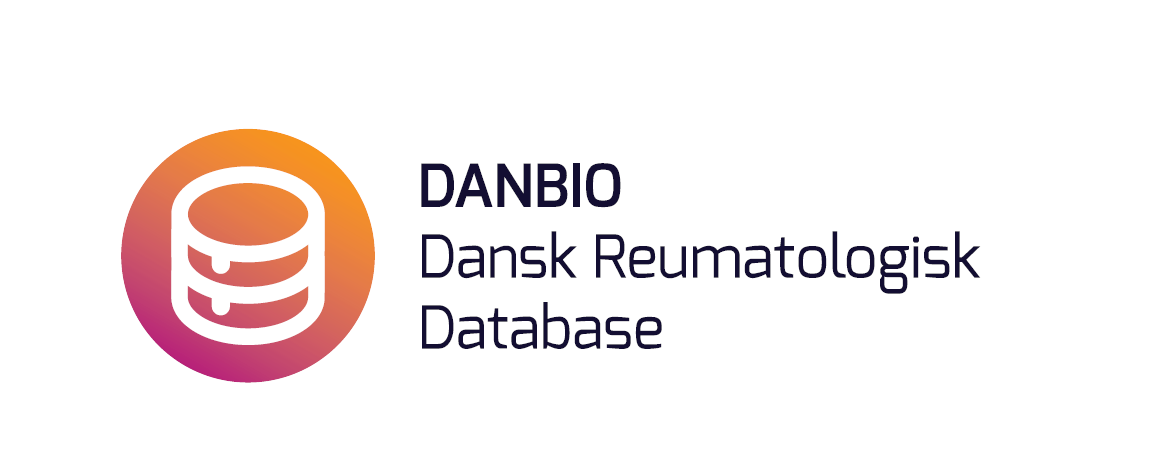 DANBIO
Dansk Reumatologisk
Database